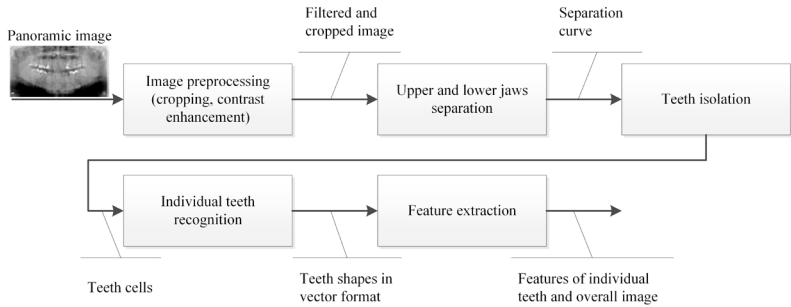 Panoramic image
Filtered and
cropped image
Separation
curve
Image preprocessing
(cropping, contrast
enhancement)
Upper and lower jaws
separation
Teeth isolation
Individual teeth
recognition
Feature extraction
Teeth cells
Teeth shapes in
vector format
Features of individual
teeth and overall image